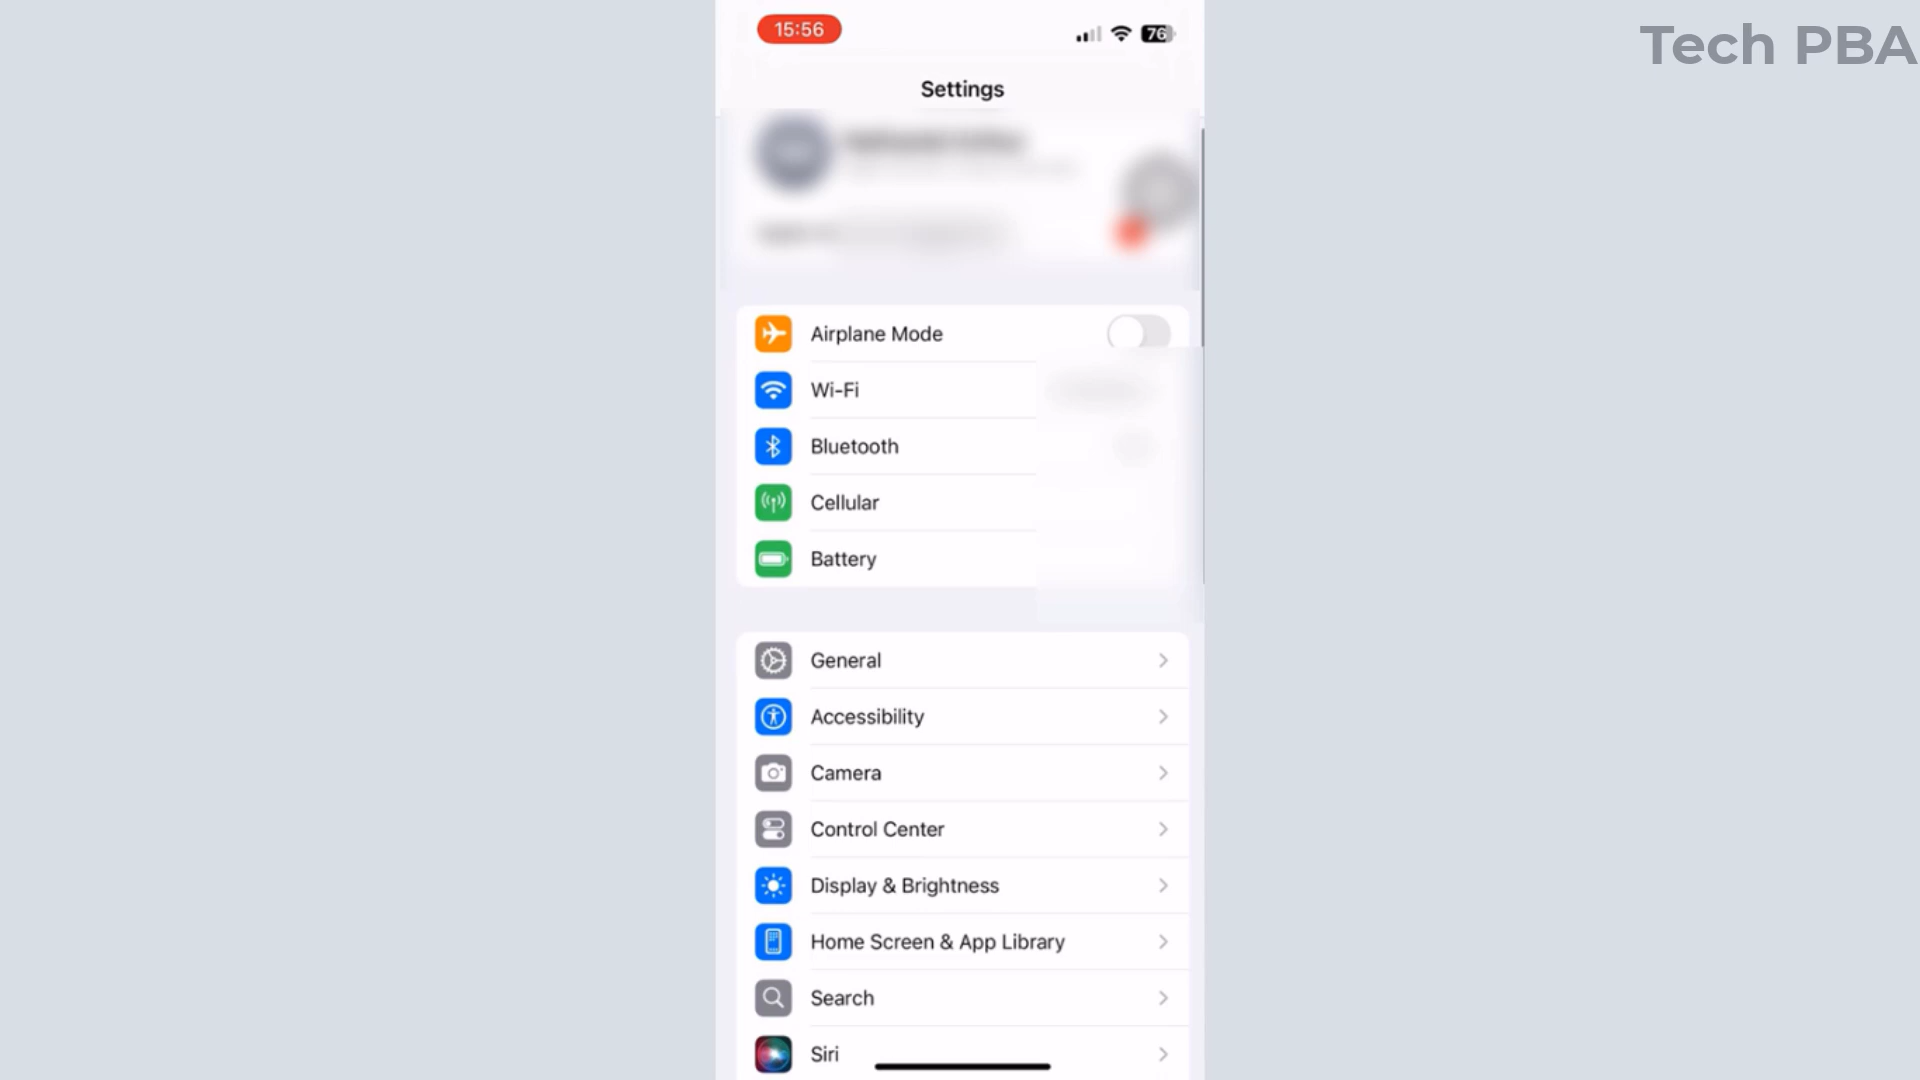 15:56
76
Tech PBA
Settings
Airplane Mode
Wi-Fi
Bluetooth
Cellular
Battery
General
Accessibility
Camera
Control Center
Display & Brightness
Home Screen & App Library
Search
Siri